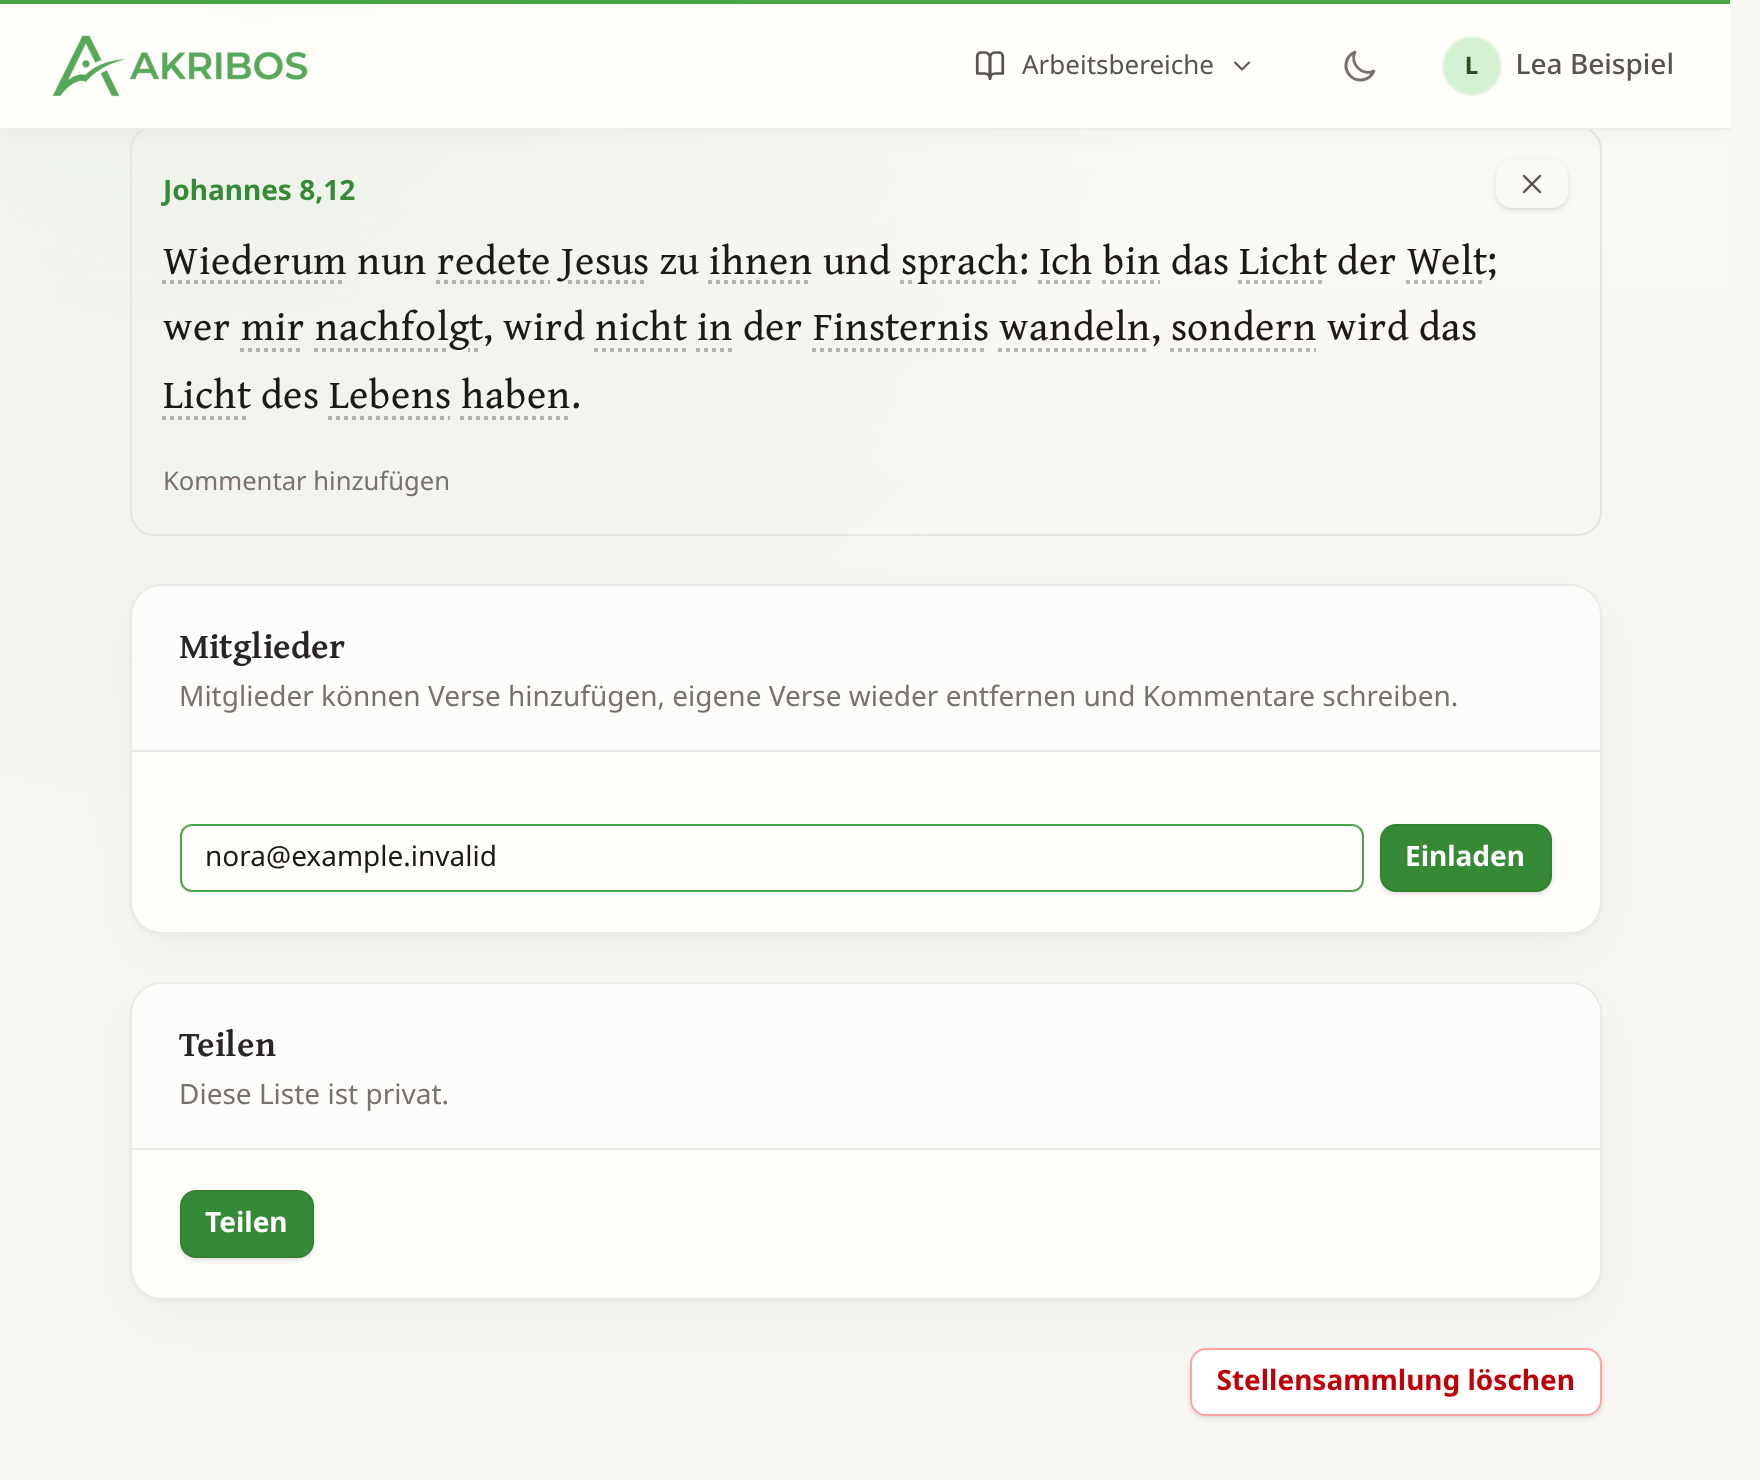 AKRIBOS
Arbeitsbereiche
L
Lea Beispiel
Johannes 8,12
Wiederum nun redete Jesus zu ihnen und sprach: Ich bin das Licht der Welt;
wer mir nachfolgt, wird nicht in der Finsternis wandeln, sondern wird das
Licht des Lebens haben.
Kommentar hinzufügen
Mitglieder
Mitglieder können Verse hinzufügen, eigene Verse wieder entfernen und Kommentare schreiben.
nora@example.invalid
Einladen
Teilen
Diese Liste ist privat.
Teilen
Stellensammlung löschen